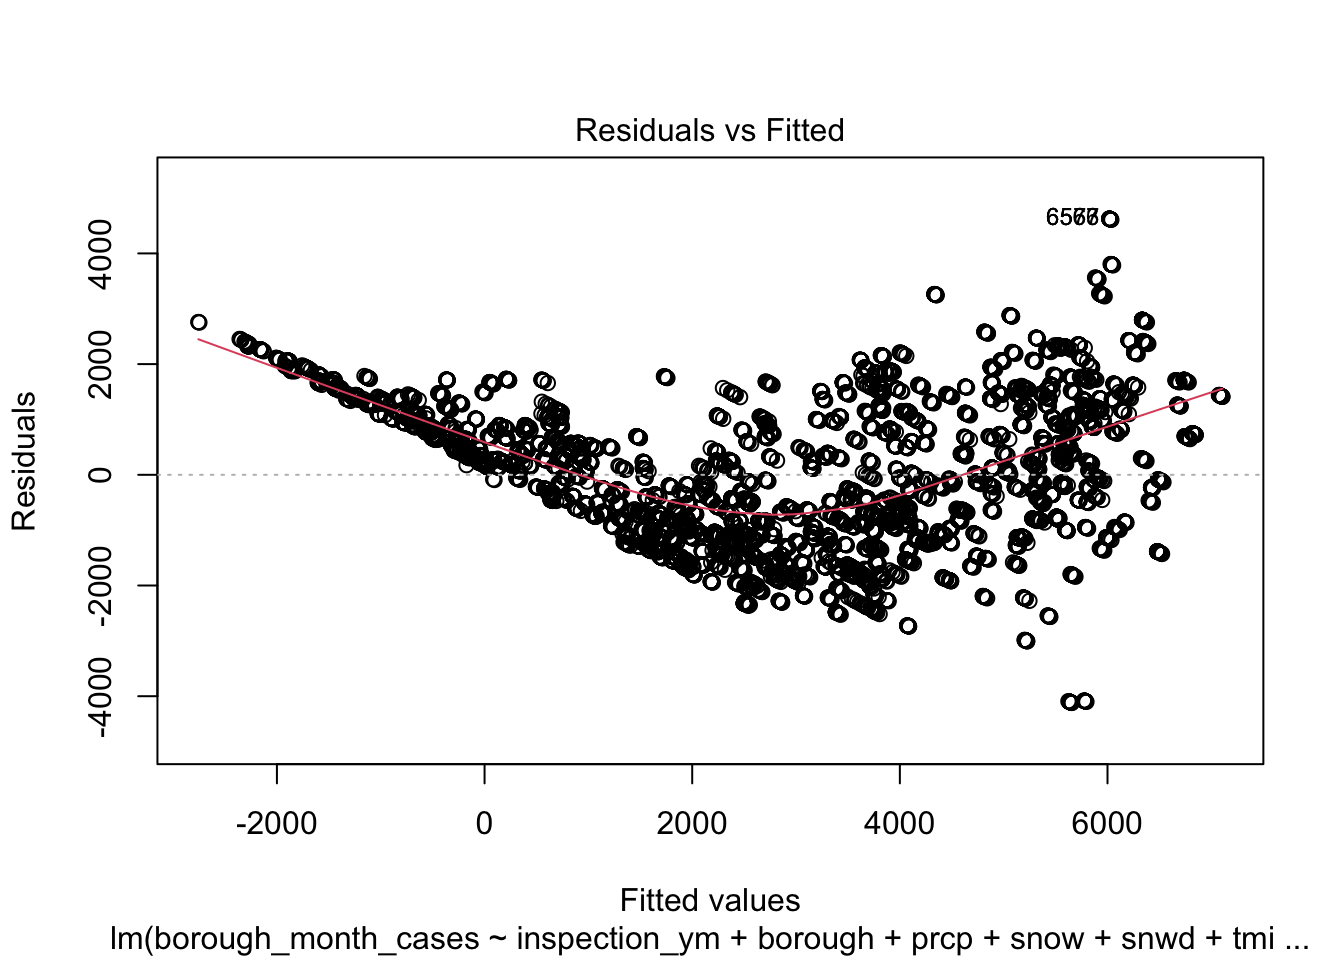 Residuals vs Fitted
Residuals
4000
2000
0
-2000
-4000
-2000 0 2000 4000 6000
Fitted values
lm(borough_month_cases ~ inspection_ym + borough + prcp + snow + snwd + tmi ...